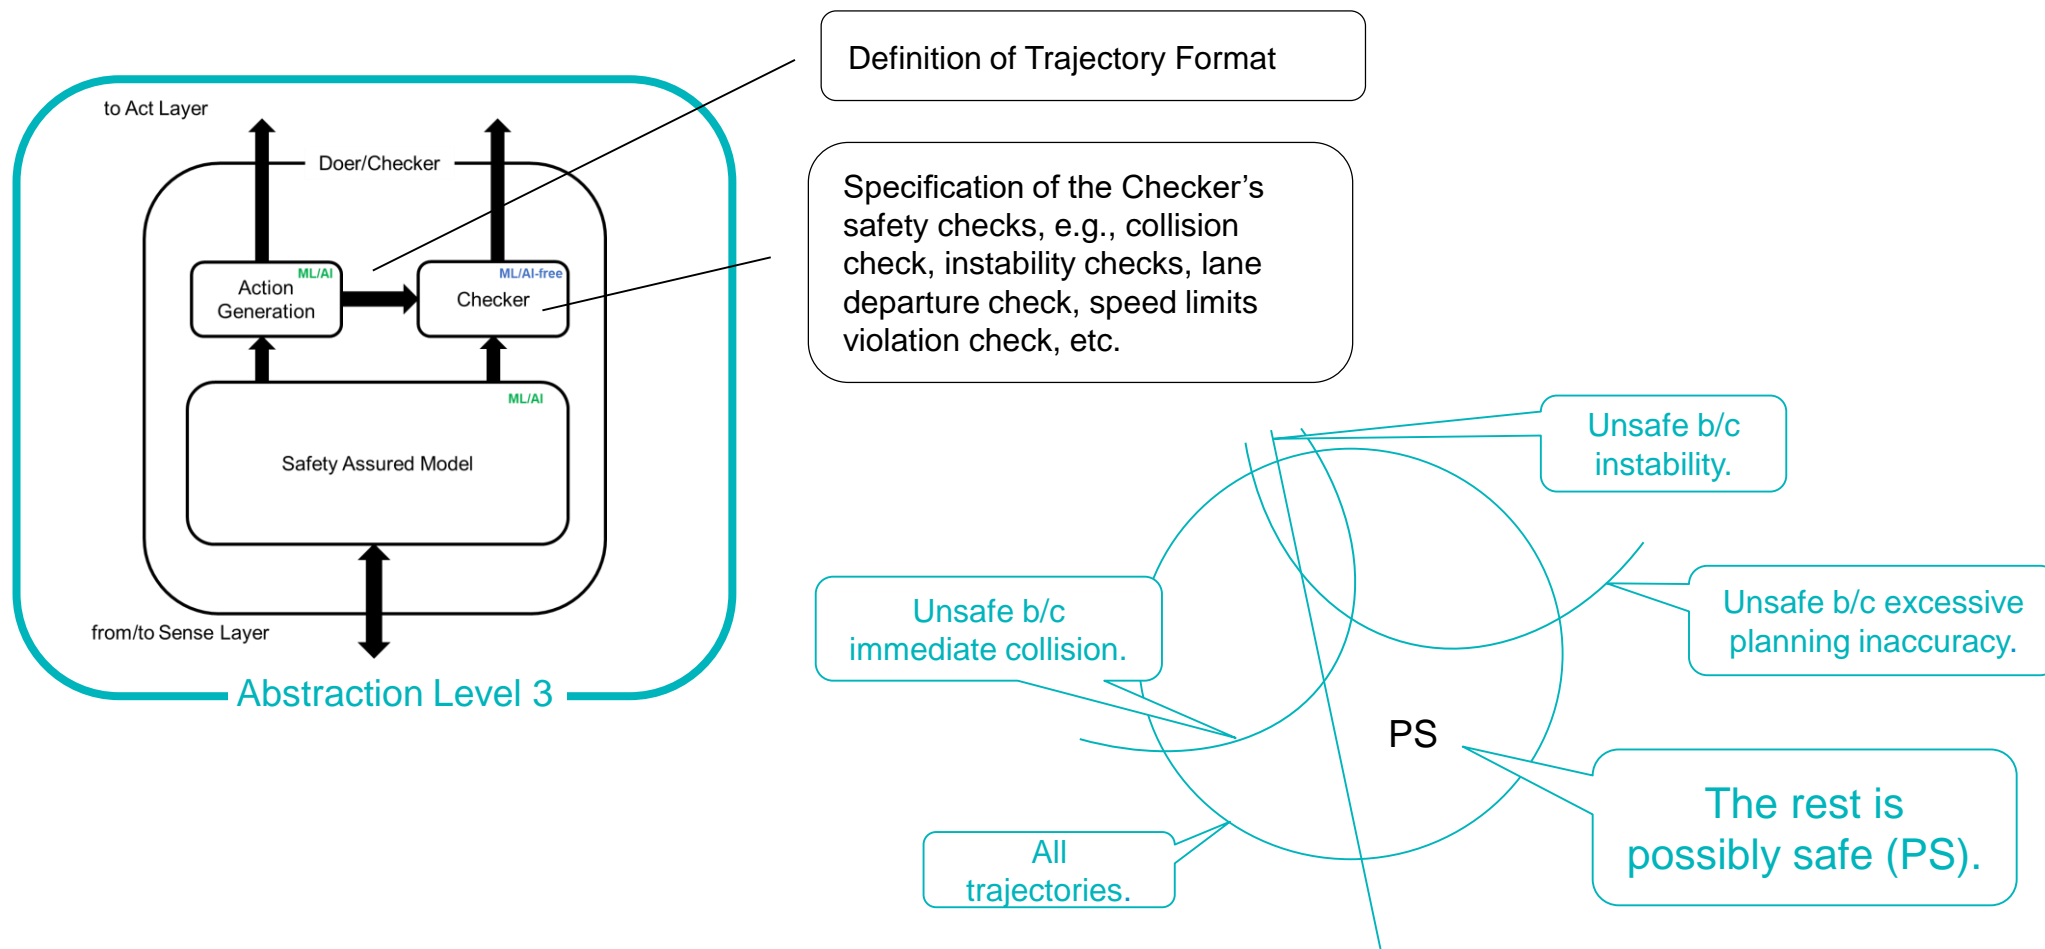 Definition of Trajectory Format
to Act Layer
Doer/Checker
Specification of the Checker’s
safety checks, e.g., collision
check, instability checks, lane
departure check, speed limits
violation check, etc.
ML/AI
Action
Generation
ML/AI-free
Checker
ML/AI
Safety Assured Model
from/to Sense Layer
Abstraction Level 3
Unsafe b/c
instability.
Unsafe b/c
immediate collision.
Unsafe b/c excessive
planning inaccuracy.
PS
The rest is
possibly safe (PS).
All
trajectories.